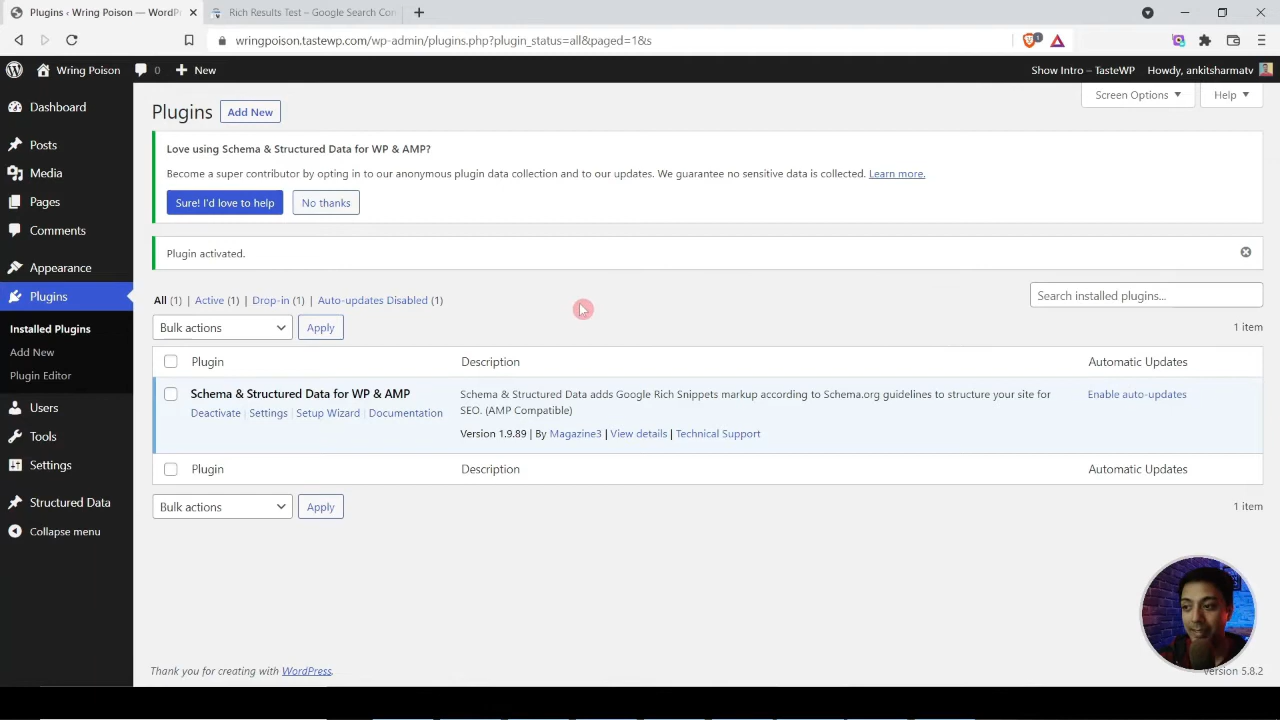 Plugins ‹ Wring Poison — WordPr
Rich Results Test – Google Search Con
wringpoison.tastewp.com/wp-admin/plugins.php?plugin_status=all&paged=1&s
1
Wring Poison
0
New
Show Intro – TasteWP
Howdy, ankitsharmatv
Dashboard
Posts
Media
Pages
Comments
Appearance
Plugins
Installed Plugins
Add New
Plugin Editor
Users
Tools
Settings
Structured Data
Collapse menu
Screen Options
Help
Plugins
Add New
Love using Schema & Structured Data for WP & AMP?
Become a super contributor by opting in to our anonymous plugin data collection and to our updates. We guarantee no sensitive data is collected. Learn more.
Sure! I'd love to help
No thanks
Plugin activated.
All (1) | Active (1) | Drop-in (1) | Auto-updates Disabled (1)
Search installed plugins...
Bulk actions
Apply
1 item
Plugin
Description
Automatic Updates
Schema & Structured Data for WP & AMP
Deactivate | Settings | Setup Wizard | Documentation
Schema & Structured Data adds Google Rich Snippets markup according to Schema.org guidelines to structure your site for
SEO. (AMP Compatible)
Version 1.9.89 | By Magazine3 | View details | Technical Support
Enable auto-updates
Plugin
Description
Automatic Updates
Bulk actions
Apply
1 item
Thank you for creating with WordPress.
Version 5.8.2